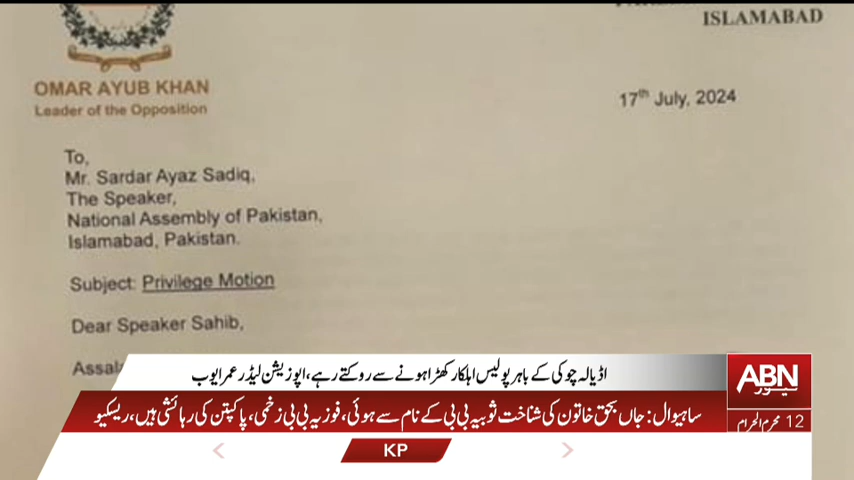 ISLAMABAD
OMAR AYUB KHAN
Leader of the Opposition
17th July, 2024
To,
Mr. Sardar Ayaz Sadiq,
The Speaker,
National Assembly of Pakistan,
Islamabad, Pakistan.
Subject: Privilege Motion
Dear Speaker Sahib,
اڈیالہ چوکی کے باہر پولیس اہلکار کھڑا ہونے سے روکتے رہے، اپوزیشن لیڈر عمر ایوب
ABN
نیوز
ساہیوال: جاں بحق خاتون کی شناخت ثوبیہ بی بی کے نام سے ہوئی، فوزیہ بی بی زخمی، پاکپتن کی رہائشی ہیں، ریسکیو
12 محرم الحرام
KP